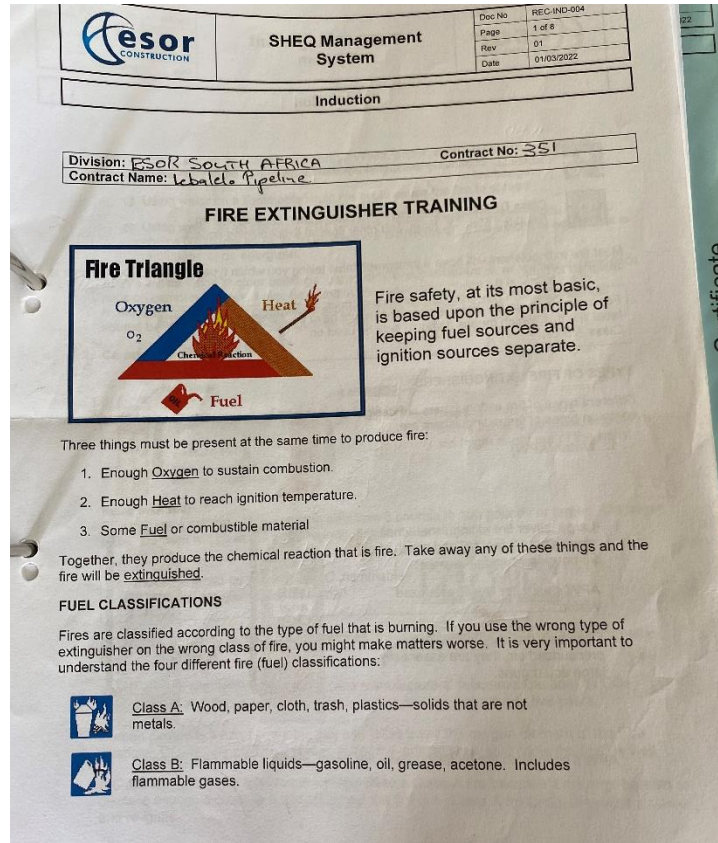 esor
CONSTRUCTION
SHEQ Management
System
Doc No REC-IND-004
Page 1 of 8
Rev 01
Date 01/03/2022
Induction
Division: ESOR SOUTH AFRICA
Contract No: 351
Contract Name: Lebalelo Pipeline
FIRE EXTINGUISHER TRAINING
Fire Triangle
Oxygen
O2
Heat
Chemical Reaction
OIL
Fuel
Fire safety, at its most basic,
is based upon the principle of
keeping fuel sources and
ignition sources separate.
Three things must be present at the same time to produce fire:
1. Enough Oxygen to sustain combustion.
2. Enough Heat to reach ignition temperature.
3. Some Fuel or combustible material
Together, they produce the chemical reaction that is fire. Take away any of these things and the
fire will be extinguished.
FUEL CLASSIFICATIONS
Fires are classified according to the type of fuel that is burning. If you use the wrong type of
extinguisher on the wrong class of fire, you might make matters worse. It is very important to
understand the four different fire (fuel) classifications:
Class A: Wood, paper, cloth, trash, plastics—solids that are not
metals.
Class B: Flammable liquids—gasoline, oil, grease, acetone. Includes
flammable gases.
22